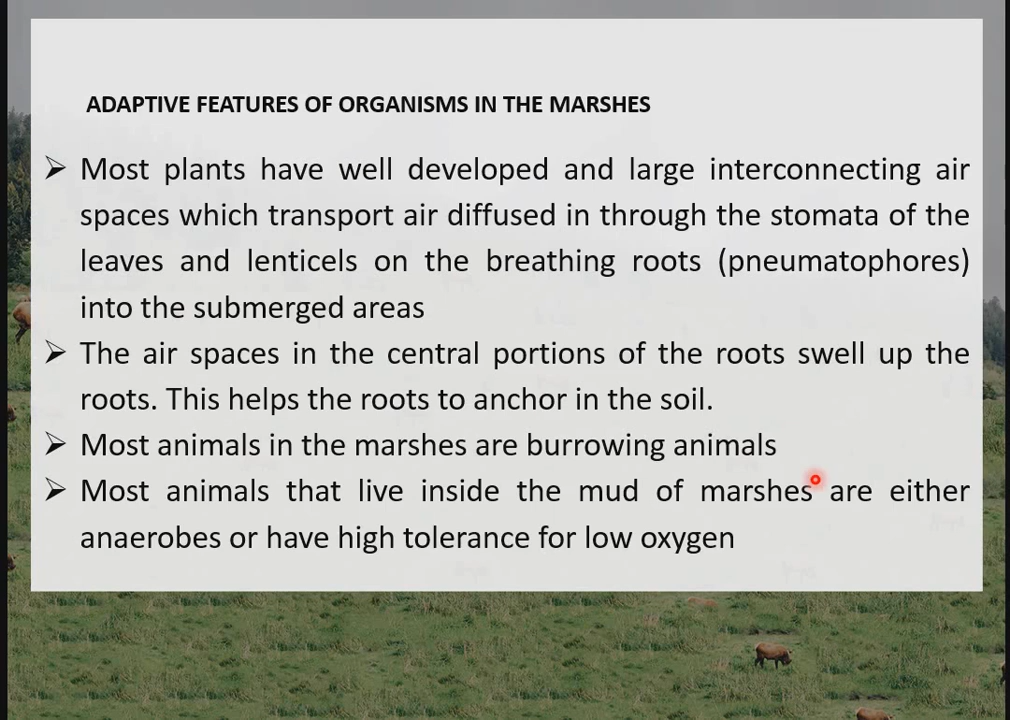 ADAPTIVE FEATURES OF ORGANISMS IN THE MARSHES
➢ Most plants have well developed and large interconnecting air
spaces which transport air diffused in through the stomata of the
leaves and lenticels on the breathing roots (pneumatophores)
into the submerged areas
➢ The air spaces in the central portions of the roots swell up the
roots. This helps the roots to anchor in the soil.
➢ Most animals in the marshes are burrowing animals
➢ Most animals that live inside the mud of marshes are either
anaerobes or have high tolerance for low oxygen